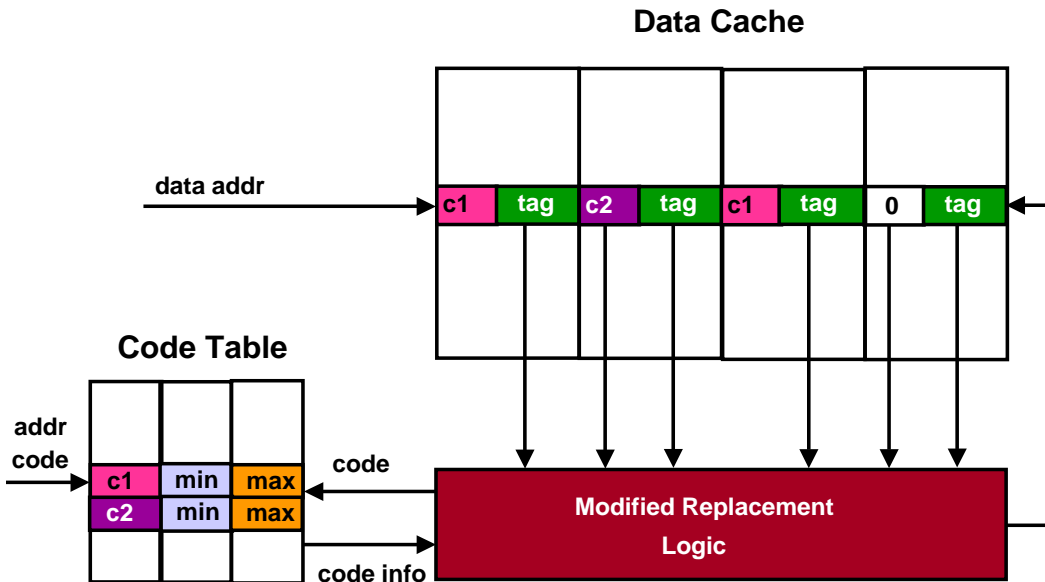 Data Cache
data addr
c1 tag c2 tag c1 tag 0 tag
Code Table
addr
code
c1 min max
c2 min max
code
code info
Modified Replacement
Logic